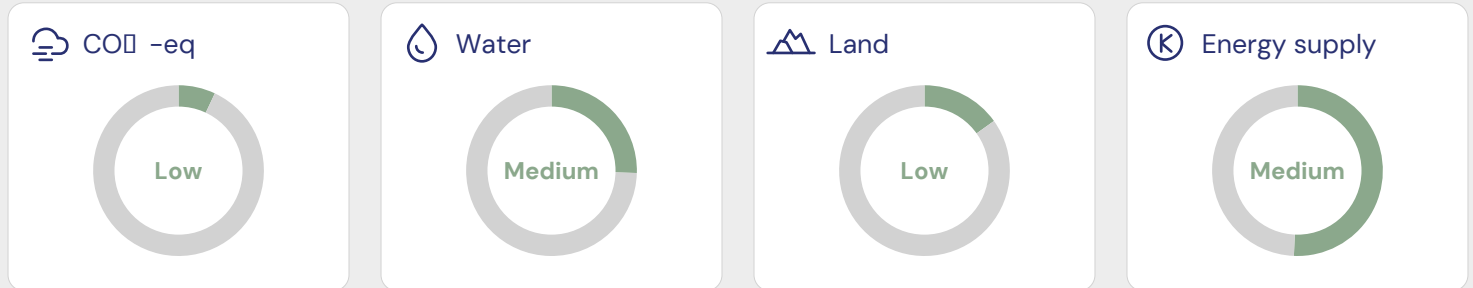 CO▯ -eq
Water
Land
Energy supply
Low
Medium
Low
Medium